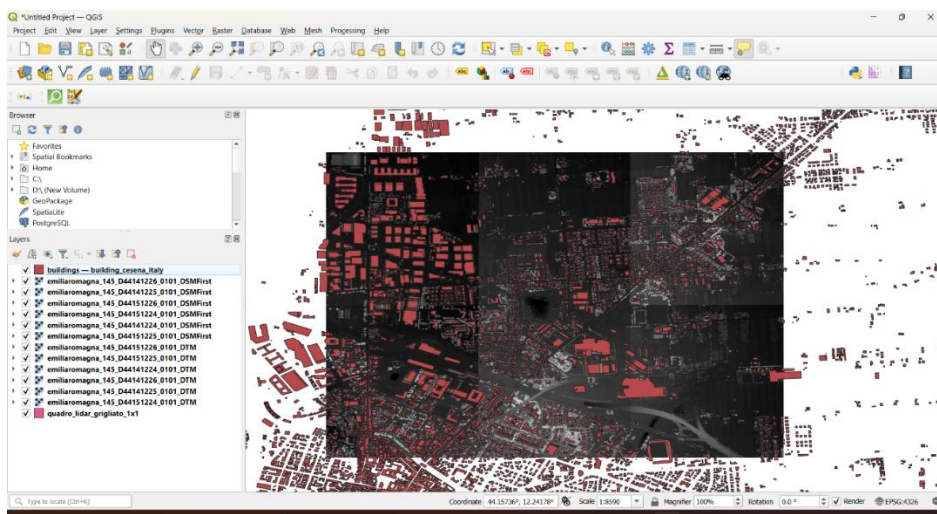 *Untitled Project — QGIS
Project Edit View Layer Settings Plugins Vector Raster Database Web Mesh Processing Help
Browser
Favorites
Spatial Bookmarks
Home
C:\
D:\ (New Volume)
GeoPackage
SpatiaLite
PostgreSQL
Layers
buildings — building_cesena_italy
emiliaromagna_145_D44141226_0101_DSMFirst
emiliaromagna_145_D44141225_0101_DSMFirst
emiliaromagna_145_D44151225_0101_DSMFirst
emiliaromagna_145_D44141224_0101_DSMFirst
emiliaromagna_145_D44151224_0101_DSMFirst
emiliaromagna_145_D44151226_0101_DSMFirst
emiliaromagna_145_D44151225_0101_DTM
emiliaromagna_145_D44151226_0101_DTM
emiliaromagna_145_D44141224_0101_DTM
emiliaromagna_145_D44141226_0101_DTM
emiliaromagna_145_D44141225_0101_DTM
emiliaromagna_145_D44151224_0101_DTM
quadro_lidar_grigliato_1x1
Type to locate (Ctrl+K)
Coordinate 44.15736°, 12.24178° Scale 1:8590 Magnifier 100% Rotation 0.0 ° Render EPSG:4326